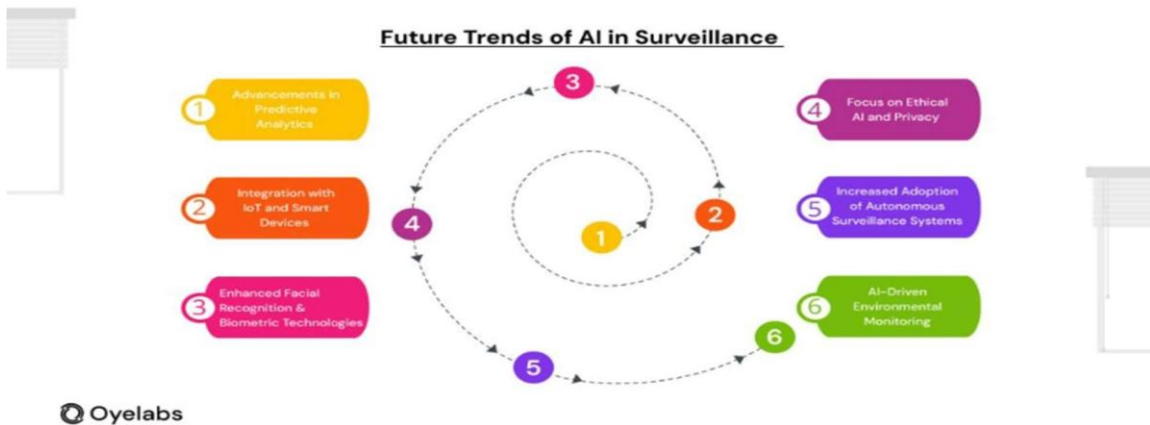 Future Trends of AI in Surveillance
1
Advancements in
Predictive
Analytics
2
Integration with
IoT and Smart
Devices
3
Enhanced Facial
Recognition &
Biometric Technologies
3
4
2
1
5
6
4
Focus on Ethical
AI and Privacy
5
Increased Adoption
of Autonomous
Surveillance Systems
6
AI-Driven
Environmental
Monitoring
Oyelabs